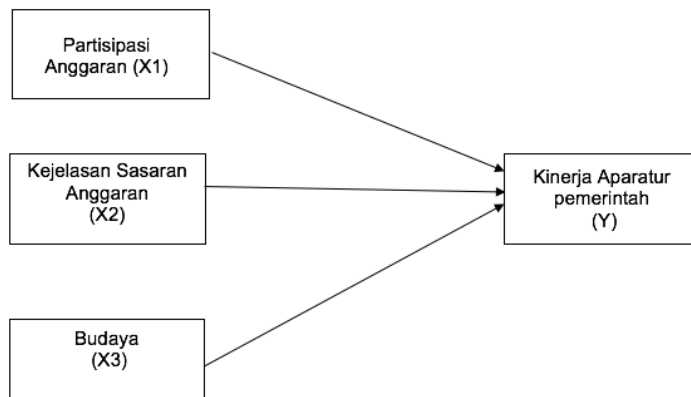 Partisipasi
Anggaran (X1)
Kejelasan Sasaran
Anggaran
(X2)
Budaya
(X3)
Kinerja Aparatur
pemerintah
(Y)